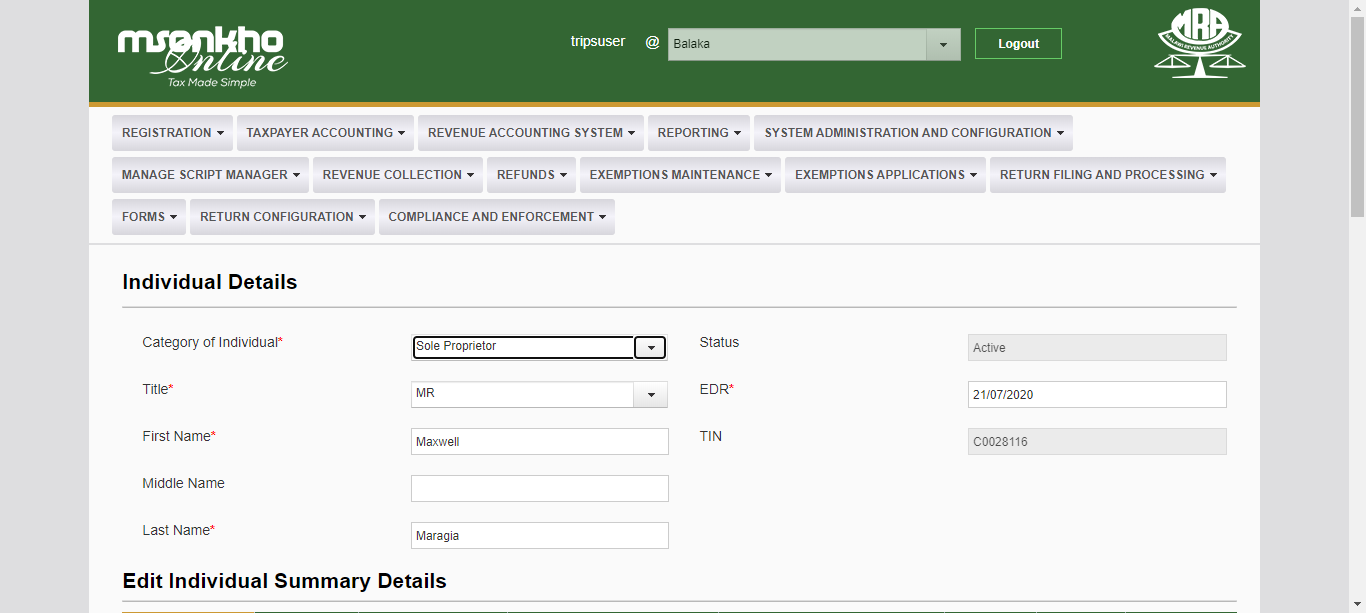 msonkho
Online
Tax Made Simple
tripsuser @ Balaka Logout
MRA
MALAWI REVENUE AUTHORITY
REGISTRATION TAXPAYER ACCOUNTING REVENUE ACCOUNTING SYSTEM REPORTING SYSTEM ADMINISTRATION AND CONFIGURATION
MANAGE SCRIPT MANAGER REVENUE COLLECTION REFUNDS EXEMPTIONS MAINTENANCE EXEMPTIONS APPLICATIONS RETURN FILING AND PROCESSING
FORMS RETURN CONFIGURATION COMPLIANCE AND ENFORCEMENT
Individual Details
Category of Individual* Sole Proprietor Status Active
Title* MR EDR* 21/07/2020
First Name* Maxwell TIN C0028116
Middle Name
Last Name* Maragia
Edit Individual Summary Details